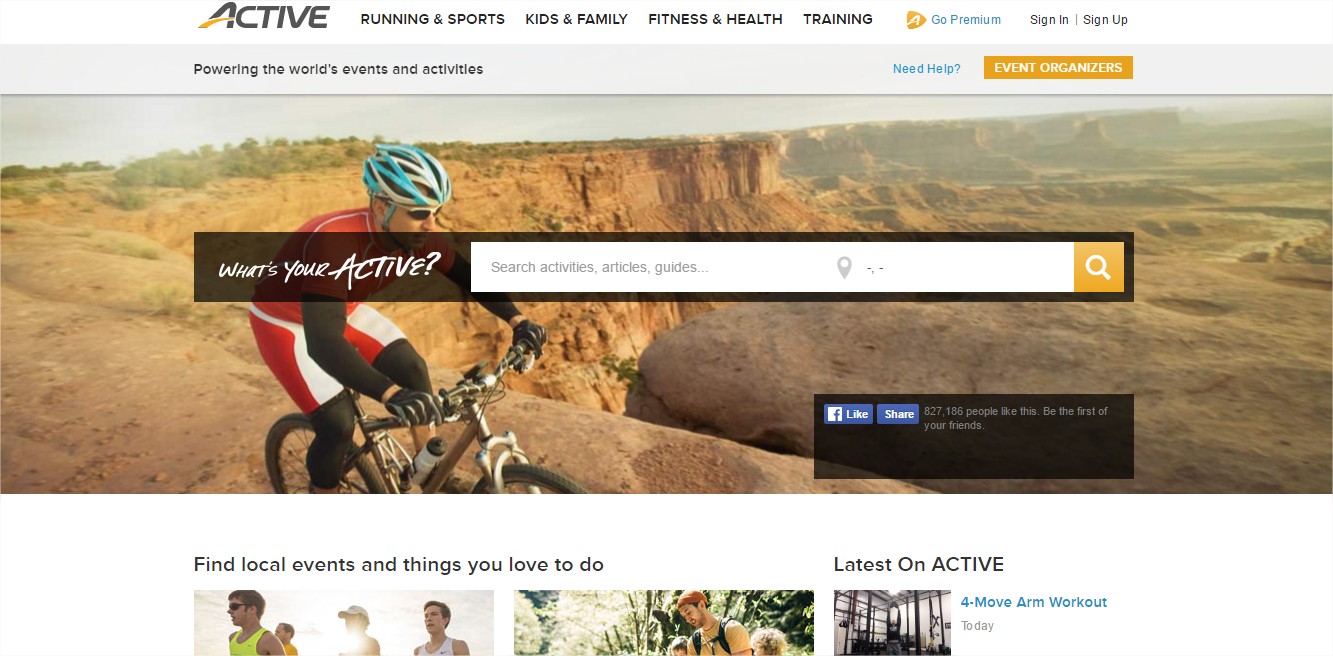 ACTIVE
RUNNING & SPORTS
KIDS & FAMILY
FITNESS & HEALTH
TRAINING
Go Premium
Sign In | Sign Up
Powering the world's events and activities
Need Help?
EVENT ORGANIZERS
WHAT'S YOUR ACTIVE?
Search activities, articles, guides...
-, -
Like
Share
827,186 people like this. Be the first of
your friends.
Find local events and things you love to do
Latest On ACTIVE
4-Move Arm Workout
Today